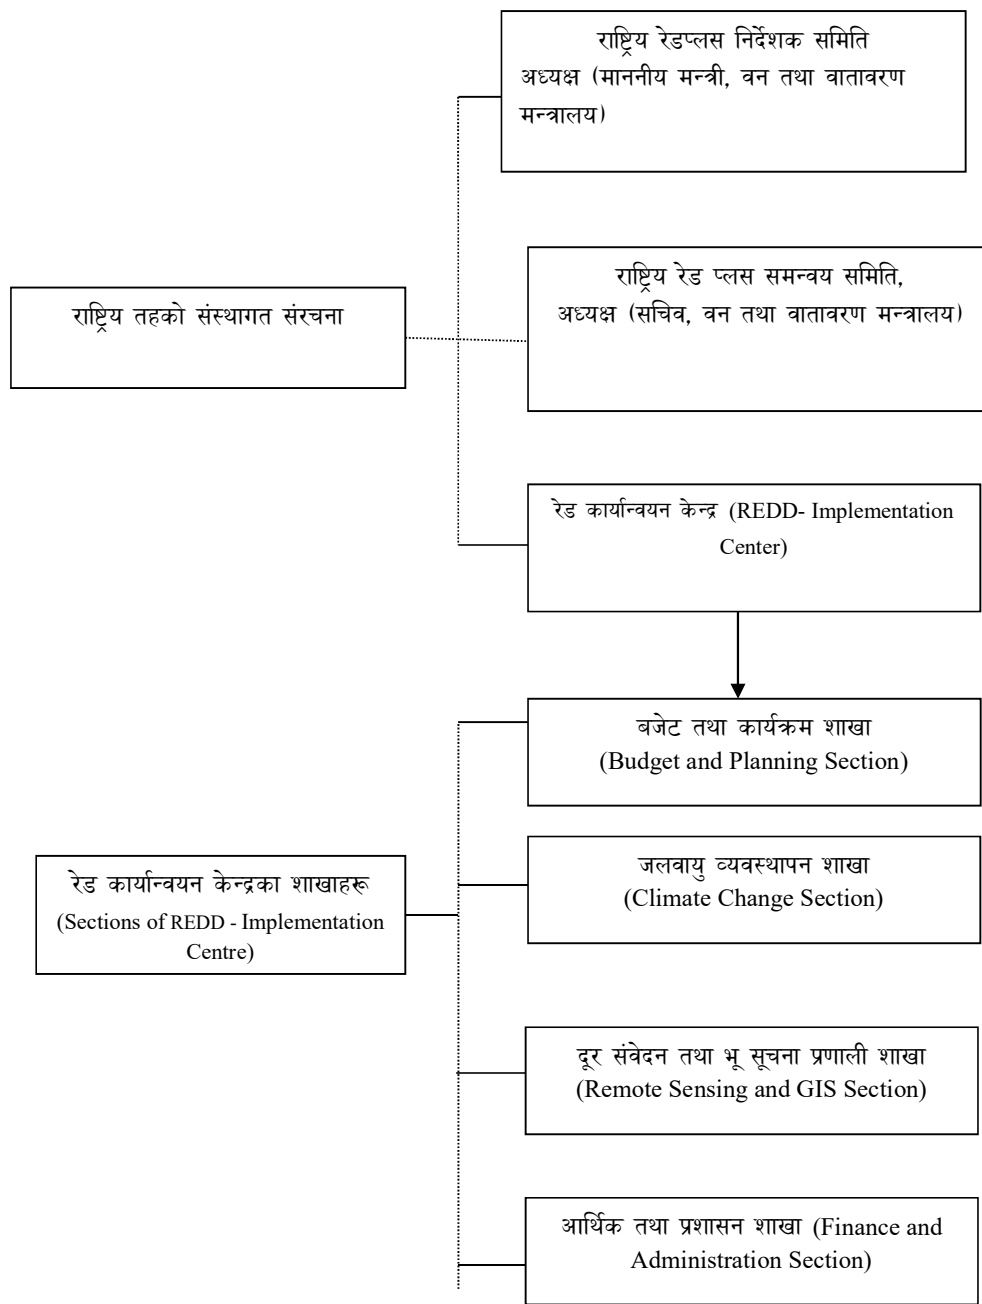 राष्ट्रिय रेडप्लस निर्देशक समिति
अध्यक्ष (माननीय मन्त्री, वन तथा वातावरण
मन्त्रालय)
राष्ट्रिय तहको संस्थागत संरचना
राष्ट्रिय रेड प्लस समन्वय समिति,
अध्यक्ष (सचिव, वन तथा वातावरण मन्त्रालय)
रेड कार्यान्वयन केन्द्र (REDD- Implementation
Center)
बजेट तथा कार्यक्रम शाखा
(Budget and Planning Section)
रेड कार्यान्वयन केन्द्रका शाखाहरू
(Sections of REDD - Implementation
Centre)
जलवायु व्यवस्थापन शाखा
(Climate Change Section)
दूर संवेदन तथा भू सूचना प्रणाली शाखा
(Remote Sensing and GIS Section)
आर्थिक तथा प्रशासन शाखा (Finance and
Administration Section)